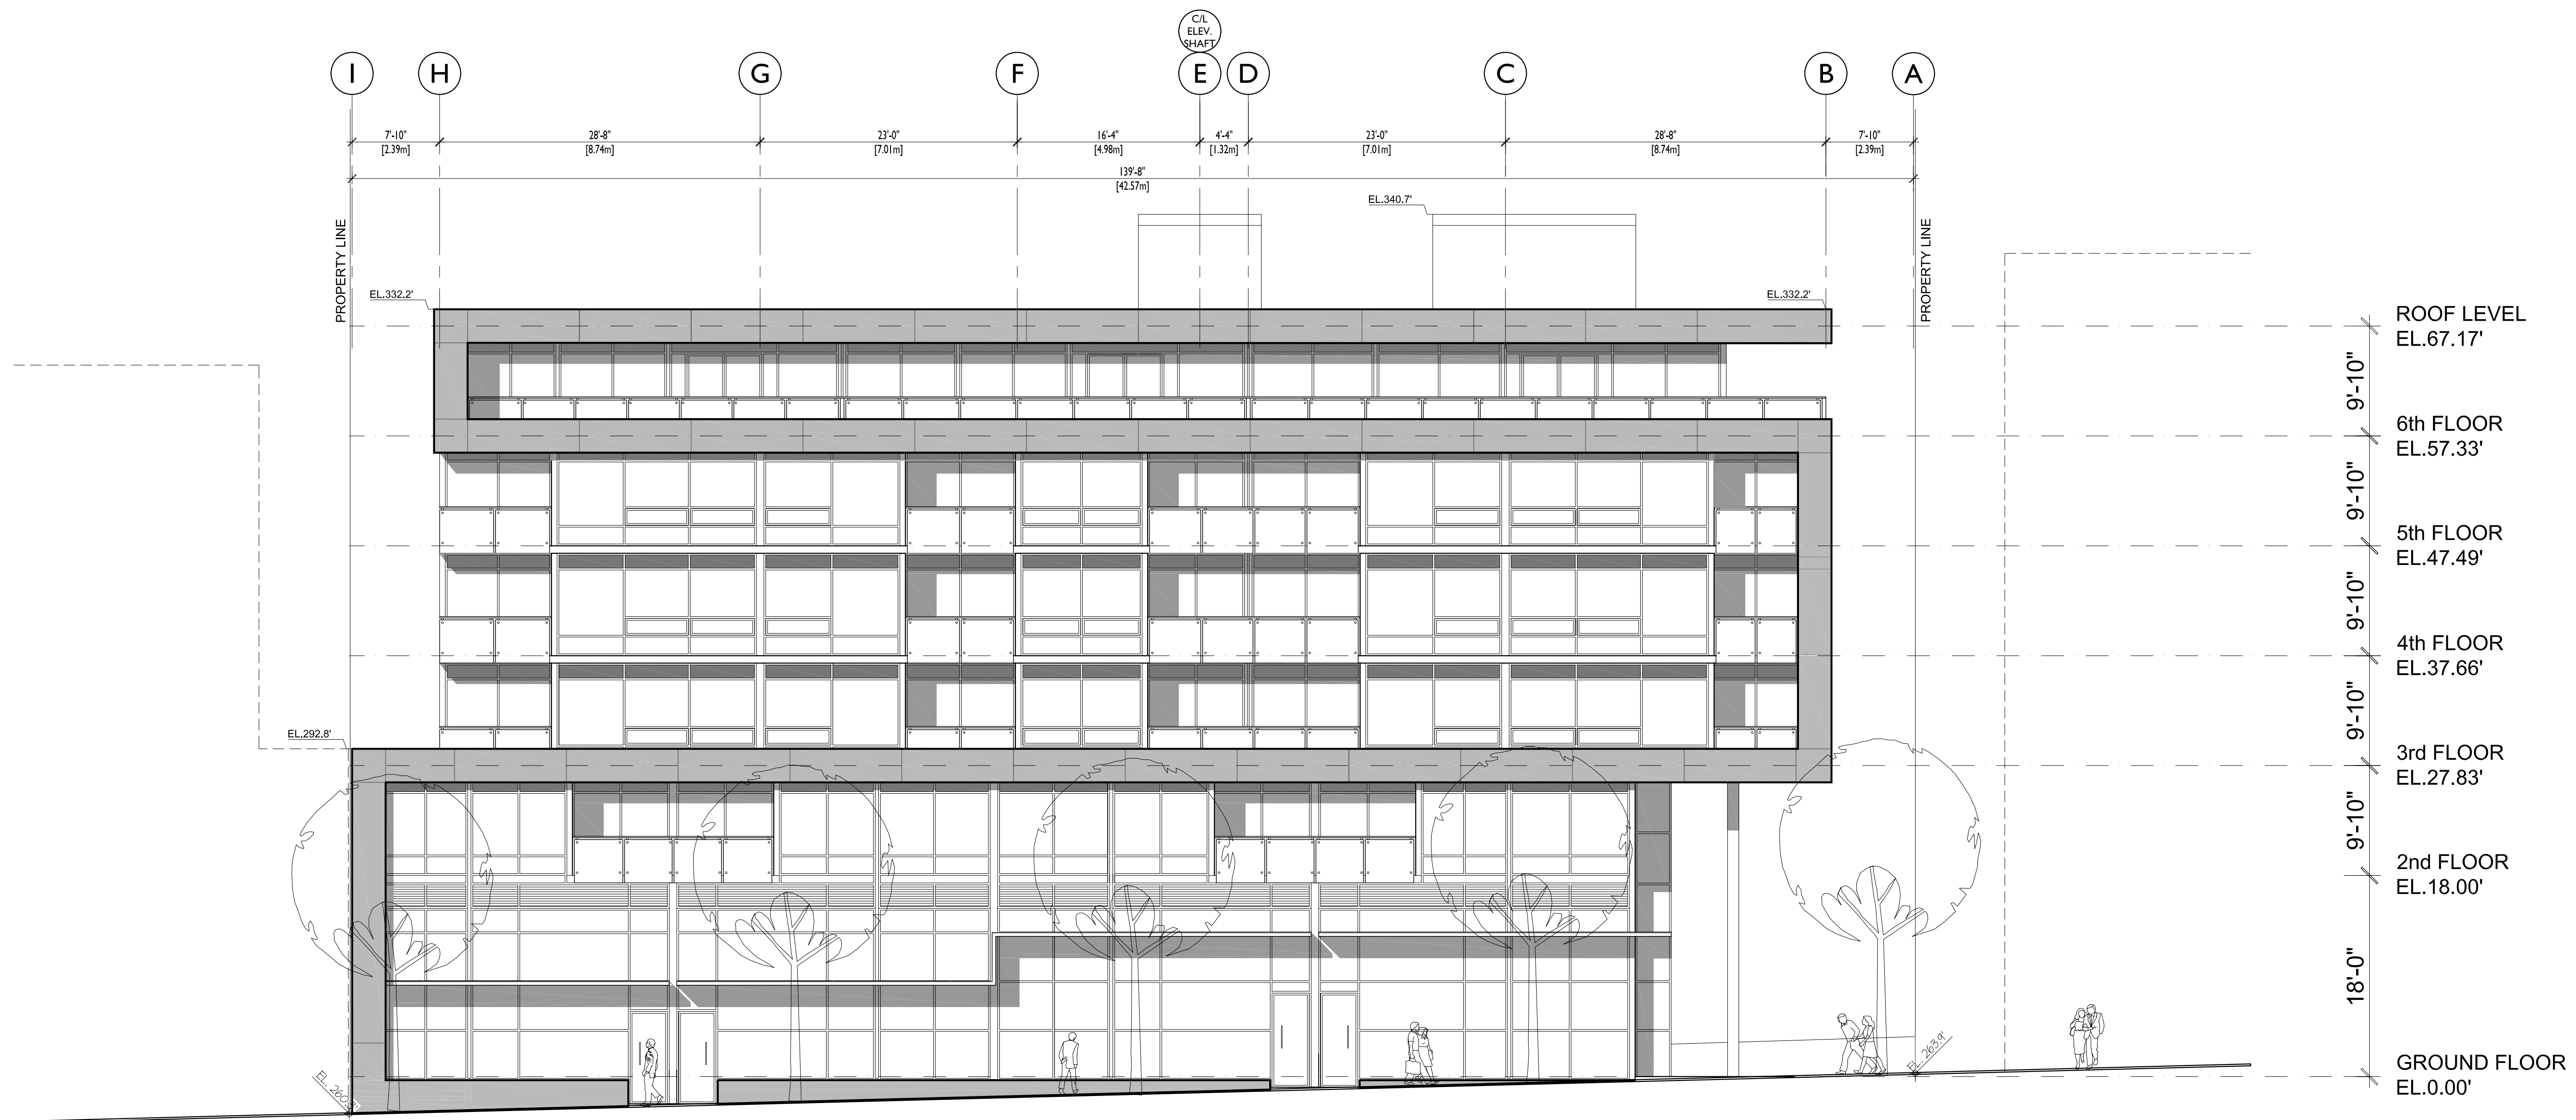 C/L
ELEV.
SHAFT
I H G F E D C B A
7'-10" 28'-8" 23'-0" 16'-4" 4'-4" 23'-0" 28'-8" 7'-10"
[2.39m] [8.74m] [7.01m] [4.98m] [1.32m] [7.01m] [8.74m] [2.39m]
139'-8"
[42.57m]
EL.340.7'
PROPERTY LINE
PROPERTY LINE
EL.332.2'
EL.332.2'
ROOF LEVEL
EL.67.17'
9'-10"
6th FLOOR
EL.57.33'
9'-10"
5th FLOOR
EL.47.49'
9'-10"
4th FLOOR
EL.37.66'
9'-10"
EL.292.8'
3rd FLOOR
EL.27.83'
9'-10"
2nd FLOOR
EL.18.00'
18'-0"
EL. 263.9'
GROUND FLOOR
EL.0.00'
EL.